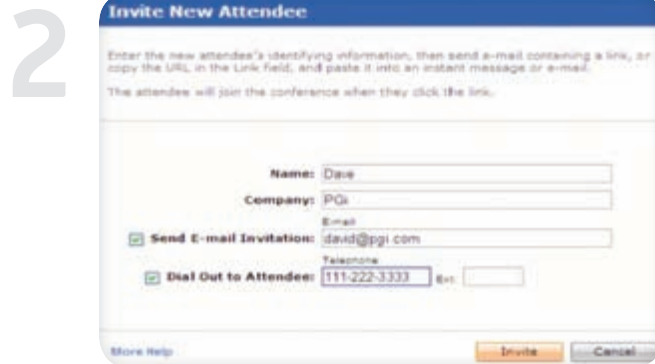 2
Invite New Attendee
Enter the new attendee's identifying information, then send e-mail containing a link, or
copy the URL in the Link field, and paste it into an instant message or e-mail.
The attendee will join the conference when they click the link.
Name: Dave
Company: PGi
E-mail
Send E-mail Invitation: david@pgi.com
Telephone
Dial Out to Attendee: 111-222-3333 Ext:
More Help Invite Cancel